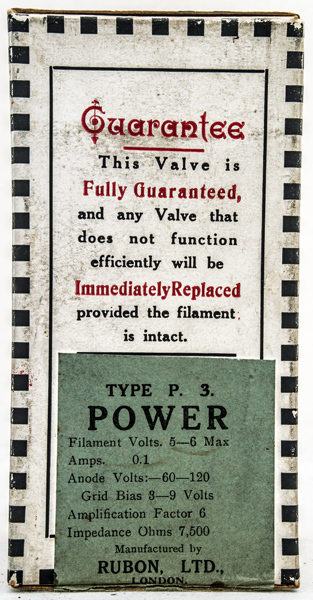 Guarantee
This Valve is
Fully Guaranteed,
and any Valve that
does not function
efficiently will be
Immediately Replaced
provided the filament
is intact.
TYPE P. 3.
POWER
Filament Volts. 5—6 Max
Amps. 0.1
Anode Volts:—60—120
Grid Bias 3—9 Volts
Amplification Factor 6
Impedance Ohms 7,500
Manufactured by
RUBON, LTD.,
LONDON.